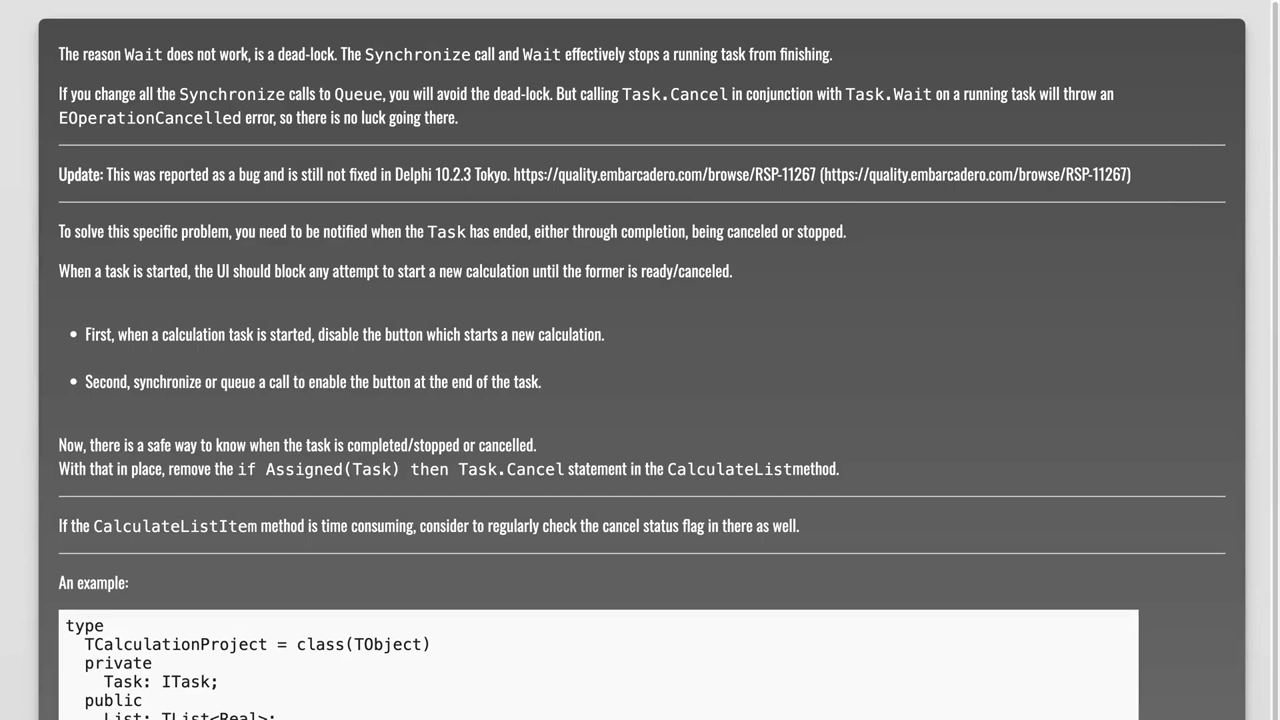 The reason Wait does not work, is a dead-lock. The Synchronize call and Wait effectively stops a running task from finishing.
If you change all the Synchronize calls to Queue, you will avoid the dead-lock. But calling Task.Cancel in conjunction with Task.Wait on a running task will throw an
EOperationCancelled error, so there is no luck going there.
Update: This was reported as a bug and is still not fixed in Delphi 10.2.3 Tokyo. https://quality.embarcadero.com/browse/RSP-11267 (https://quality.embarcadero.com/browse/RSP-11267)
To solve this specific problem, you need to be notified when the Task has ended, either through completion, being canceled or stopped.
When a task is started, the UI should block any attempt to start a new calculation until the former is ready/canceled.
• First, when a calculation task is started, disable the button which starts a new calculation.
• Second, synchronize or queue a call to enable the button at the end of the task.
Now, there is a safe way to know when the task is completed/stopped or cancelled.
With that in place, remove the if Assigned(Task) then Task.Cancel statement in the CalculateListmethod.
If the CalculateListItem method is time consuming, consider to regularly check the cancel status flag in there as well.
An example:
type
TCalculationProject = class(TObject)
private
Task: ITask;
public
List: TList<Real>;